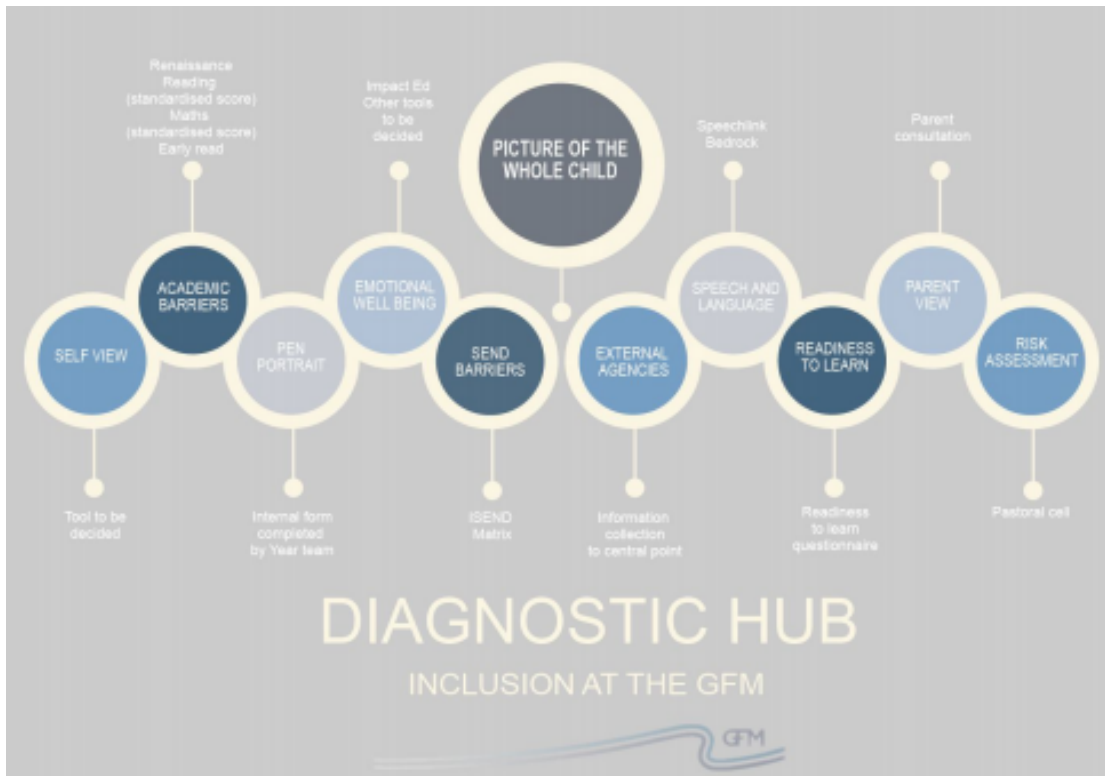 Renaissance
Reading
(standardised score)
Maths
(standardised score)
Early read
Impact Ed
Other tools
to be
decided
PICTURE OF THE
WHOLE CHILD
Speechlink
Bedrock
Parent
consultation
SELF VIEW
ACADEMIC
BARRIERS
PEN
PORTRAIT
EMOTIONAL
WELL BEING
SEND
BARRIERS
EXTERNAL
AGENCIES
SPEECH AND
LANGUAGE
READINESS
TO LEARN
PARENT
VIEW
RISK
ASSESSMENT
Tool to be
decided
Internal form
completed
by Year team
ISEND
Matrix
Information
collection
to central point
Readiness
to learn
questionnaire
Pastoral cell
DIAGNOSTIC HUB
INCLUSION AT THE GFM
GFM